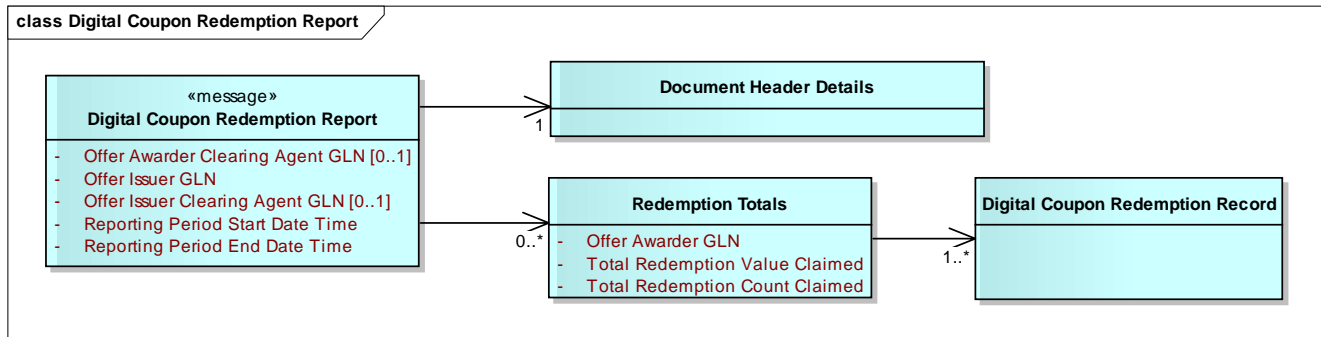 class Digital Coupon Redemption Report
«message»
Digital Coupon Redemption Report
- Offer Awarder Clearing Agent GLN [0..1]
- Offer Issuer GLN
- Offer Issuer Clearing Agent GLN [0..1]
- Reporting Period Start Date Time
- Reporting Period End Date Time
1
Document Header Details
0..*
Redemption Totals
- Offer Awarder GLN
- Total Redemption Value Claimed
- Total Redemption Count Claimed
1..*
Digital Coupon Redemption Record